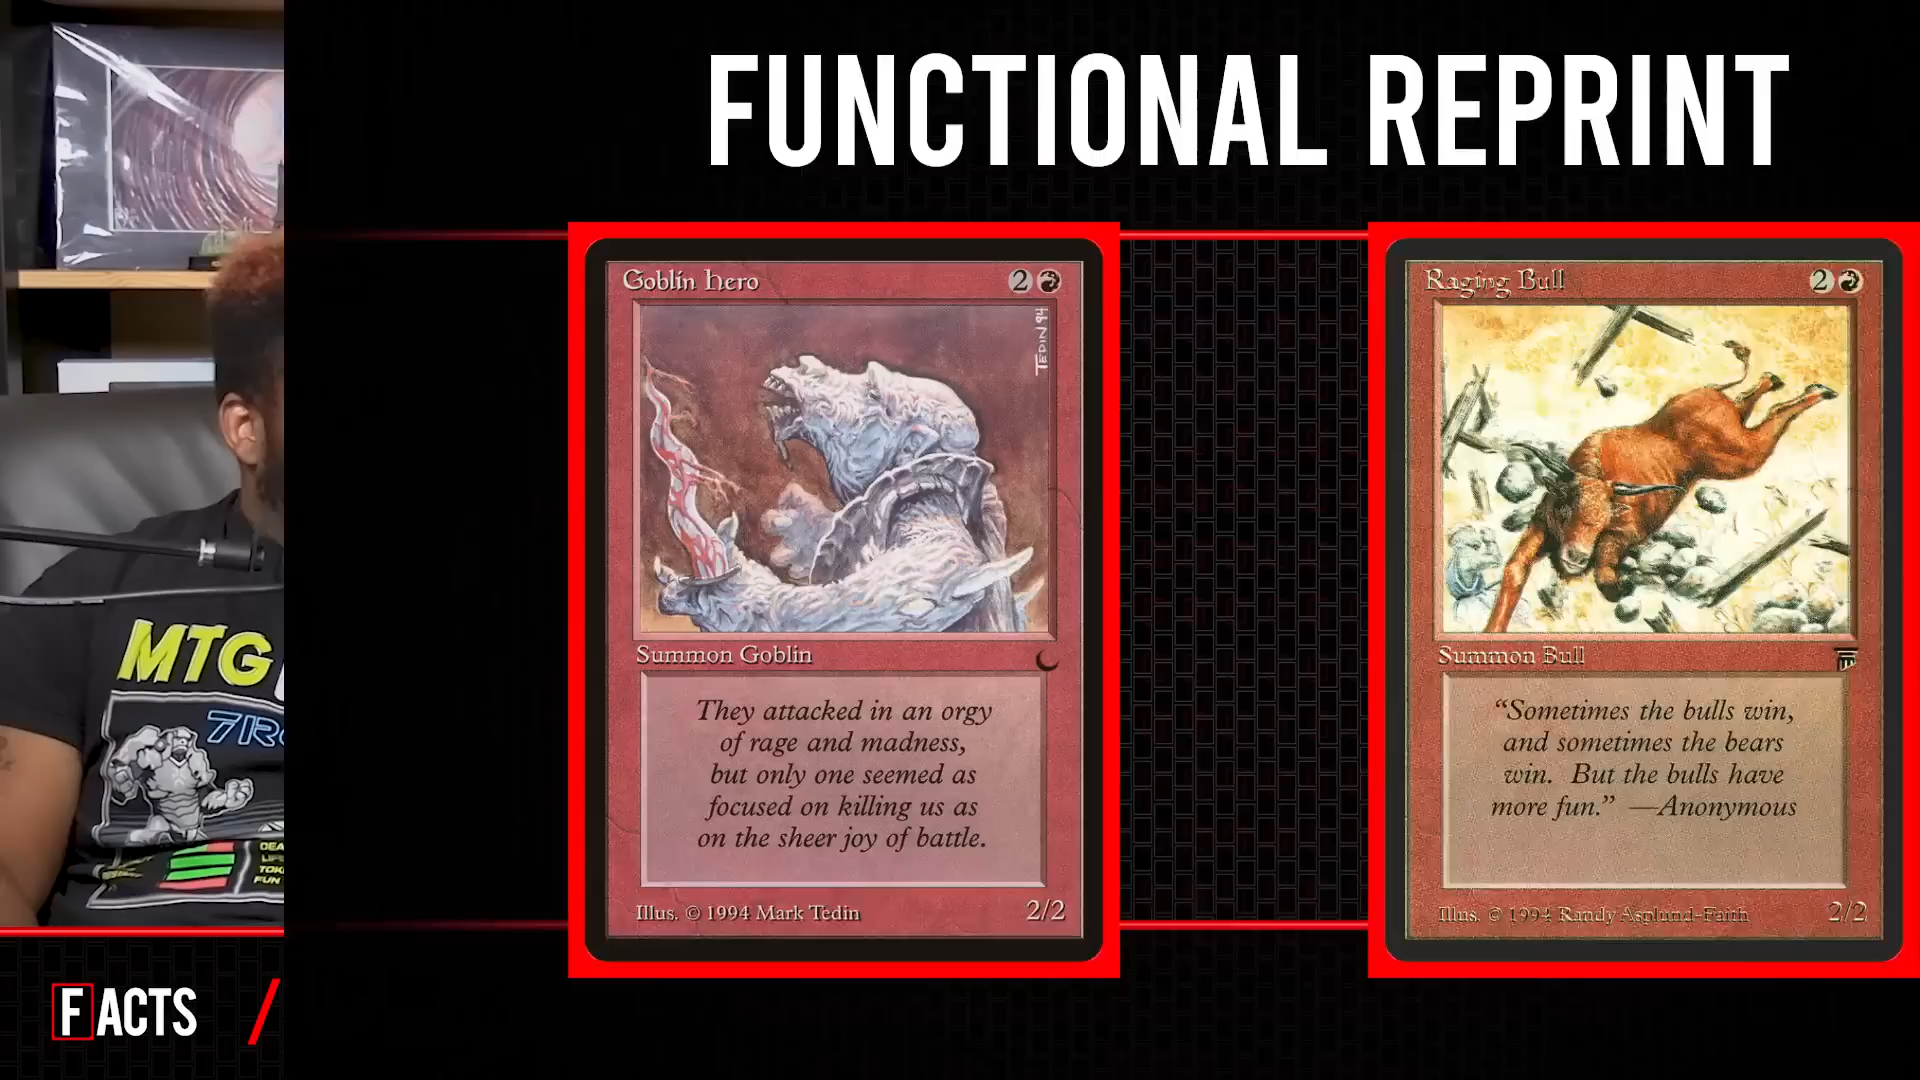 FUNCTIONAL REPRINT
Goblin Hero 2
TEDIN 94
Summon Goblin
They attacked in an orgy
of rage and madness,
but only one seemed as
focused on killing us as
on the sheer joy of battle.
Illus. © 1994 Mark Tedin 2/2
Raging Bull 2
Summon Bull
“Sometimes the bulls win,
and sometimes the bears
win. But the bulls have
more fun.” —Anonymous
Illus. © 1994 Randy Asplund-Faith 2/2
MTG
FACTS /